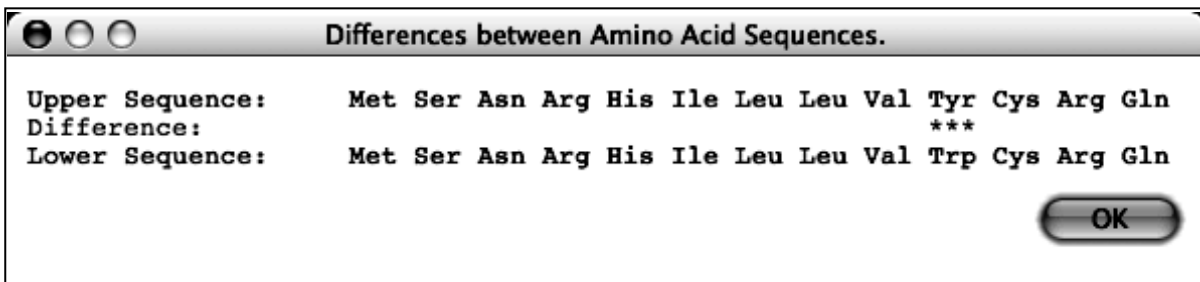 Differences between Amino Acid Sequences.
Upper Sequence: Met Ser Asn Arg His Ile Leu Leu Val Tyr Cys Arg Gln
Difference: ***
Lower Sequence: Met Ser Asn Arg His Ile Leu Leu Val Trp Cys Arg Gln
OK